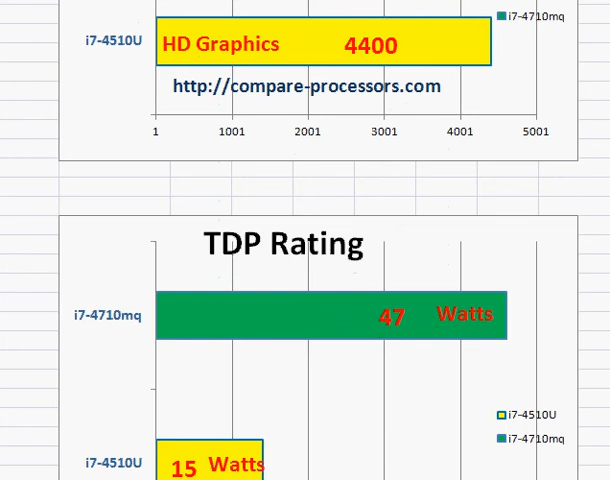 i7-4710mq
i7-4510U HD Graphics 4400
http://compare-processors.com
1 1001 2001 3001 4001 5001
TDP Rating
i7-4710mq 47 Watts
i7-4510U
i7-4710mq
i7-4510U 15 Watts